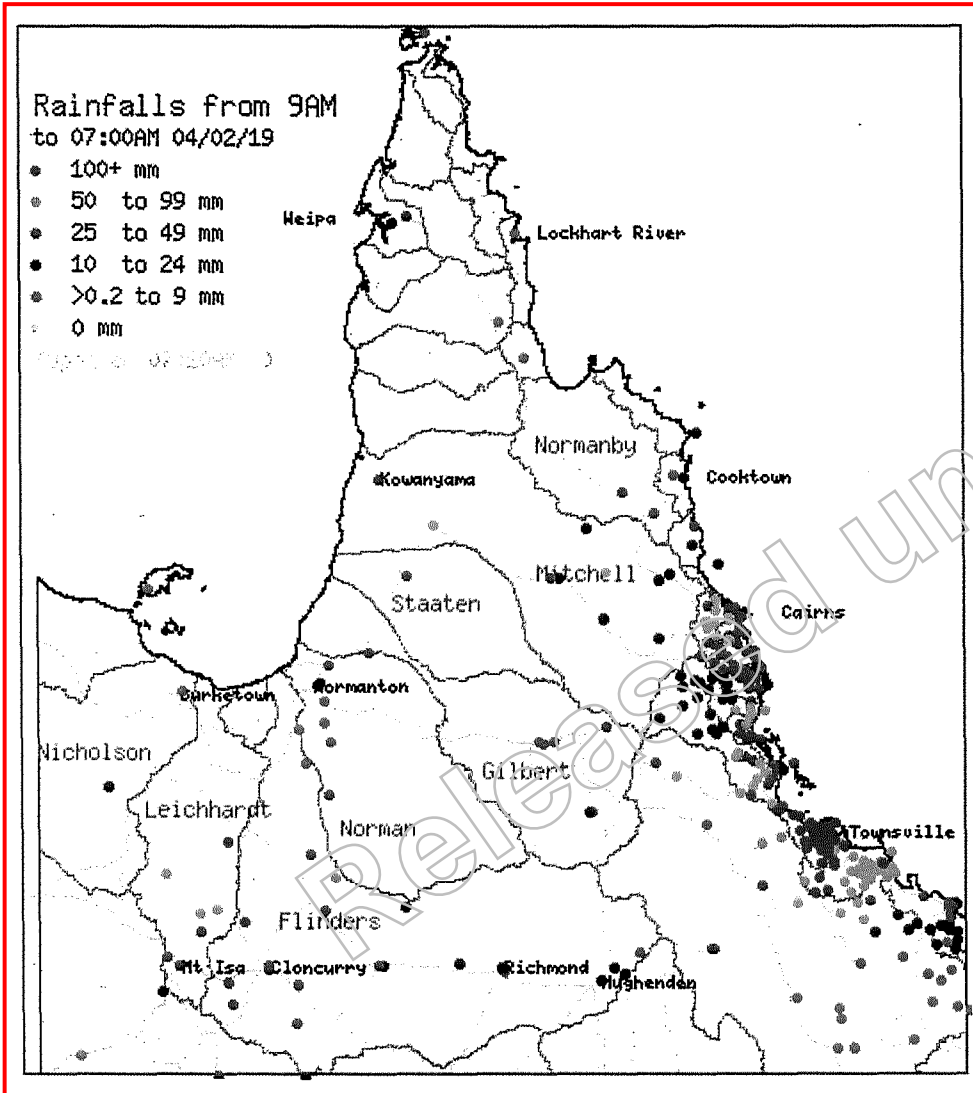 Rainfalls from 9AM
to 07:00AM 04/02/19
100+ mm
50 to 99 mm
25 to 49 mm
10 to 24 mm
>0.2 to 9 mm
0 mm
Weipa
Lockhart River
Normanby
Kowanyama
Cooktown
Mitchell
Staaten
Cairns
Burketown
Normanton
Nicholson
Gilbert
Leichhardt
Norman
Townsville
Flinders
Mt Isa
Cloncurry
Richmond
Hughenden
Released un